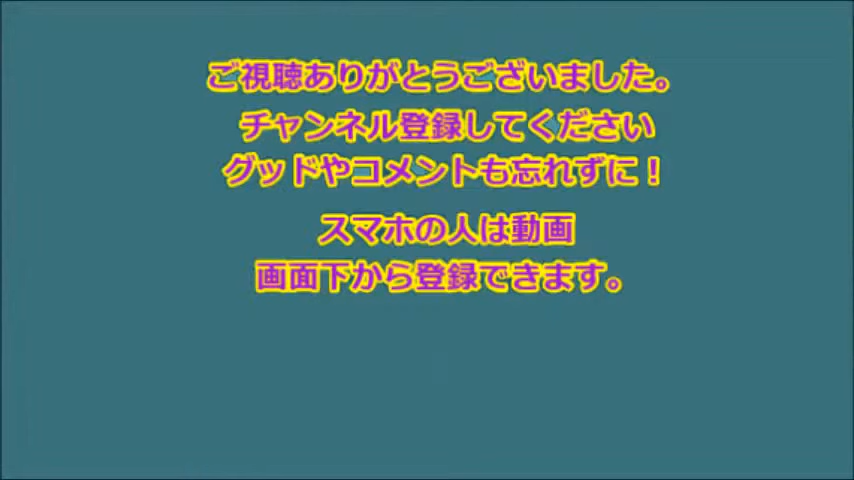 ご視聴ありがとうございました。
チャンネル登録してください
グッドやコメントも忘れずに！
スマホの人は動画
画面下から登録できます。